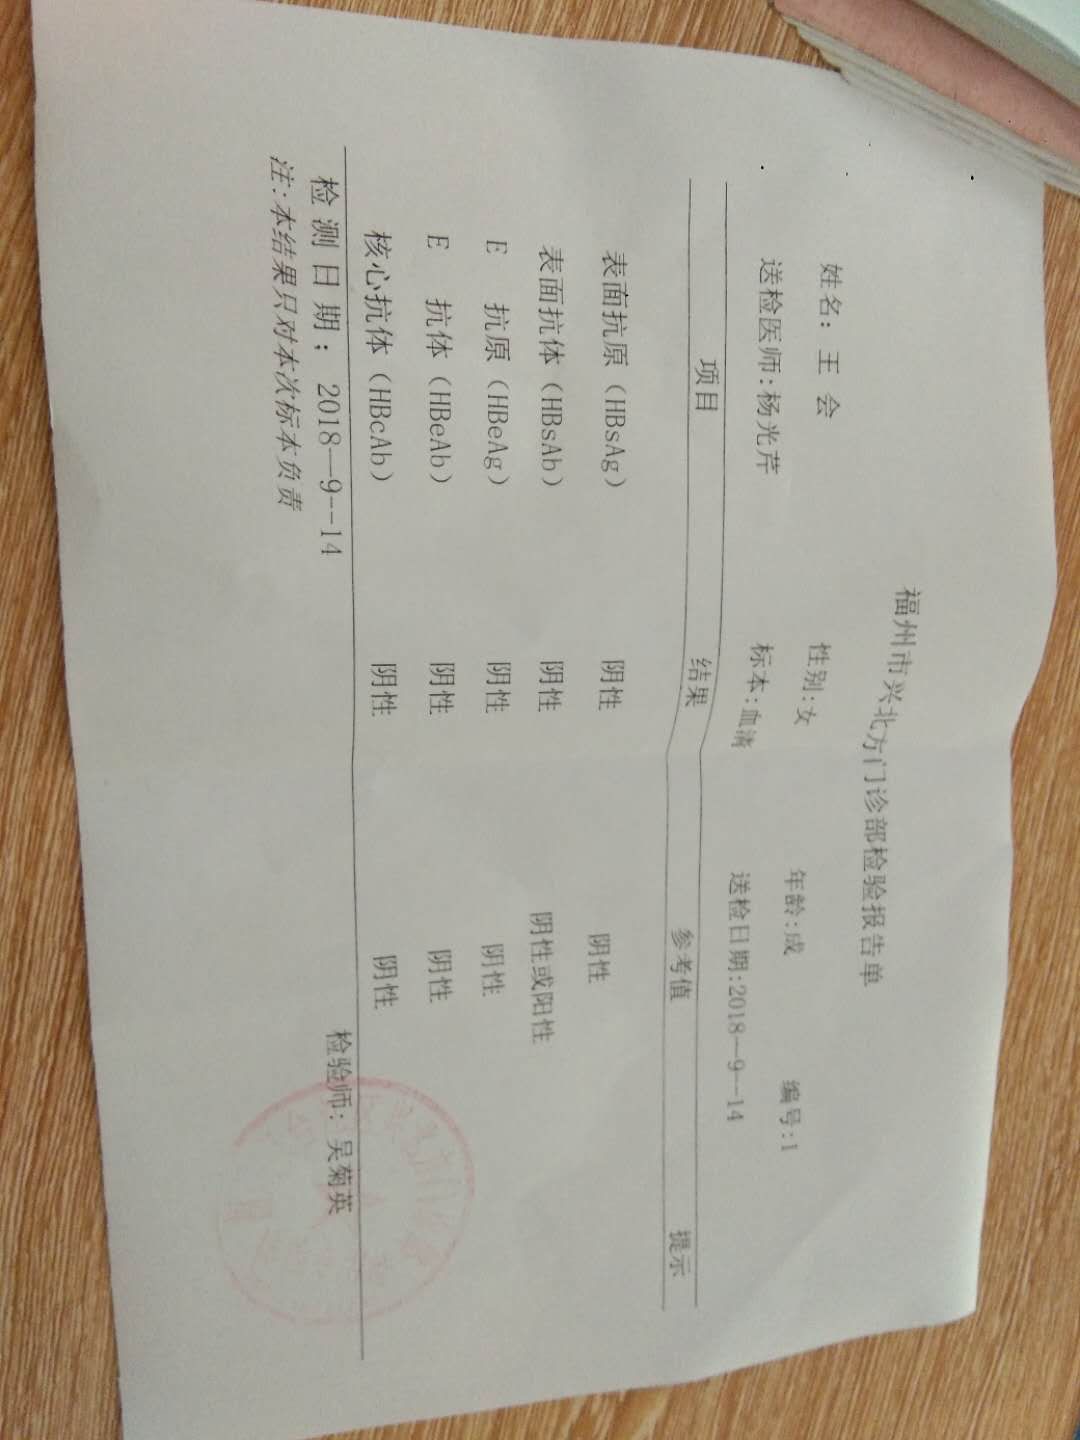 福州市兴北方门诊部检验报告单
姓名: 王 会 性别:女 年龄:成 编号:1
送检医师:杨光芹 标本:血清 送检日期:2018—9--14
项目 结果 参考值 提示
表面抗原（HBsAg） 阴性 阴性
表面抗体（HBsAb） 阴性 阴性或阳性
E 抗原（HBeAg） 阴性 阴性
E 抗体（HBeAb） 阴性 阴性
核心抗体（HBcAb） 阴性 阴性
检 测 日 期: 2018—9--14 检验师: 吴菊英
注:本结果只对本次标本负责